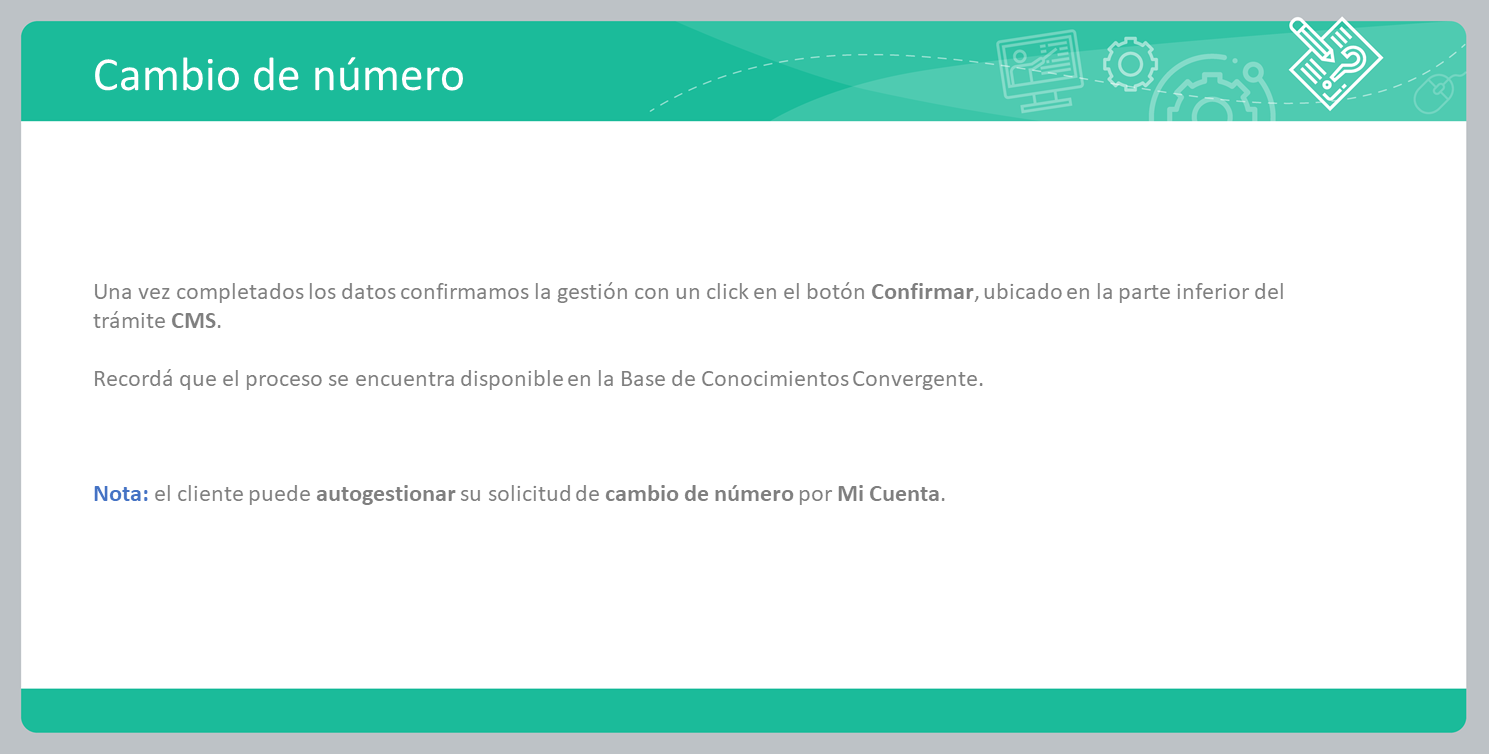 Cambio de número
Una vez completados los datos confirmamos la gestión con un click en el botón Confirmar, ubicado en la parte inferior del
trámite CMS.
Recordá que el proceso se encuentra disponible en la Base de Conocimientos Convergente.
Nota: el cliente puede autogestionar su solicitud de cambio de número por Mi Cuenta.